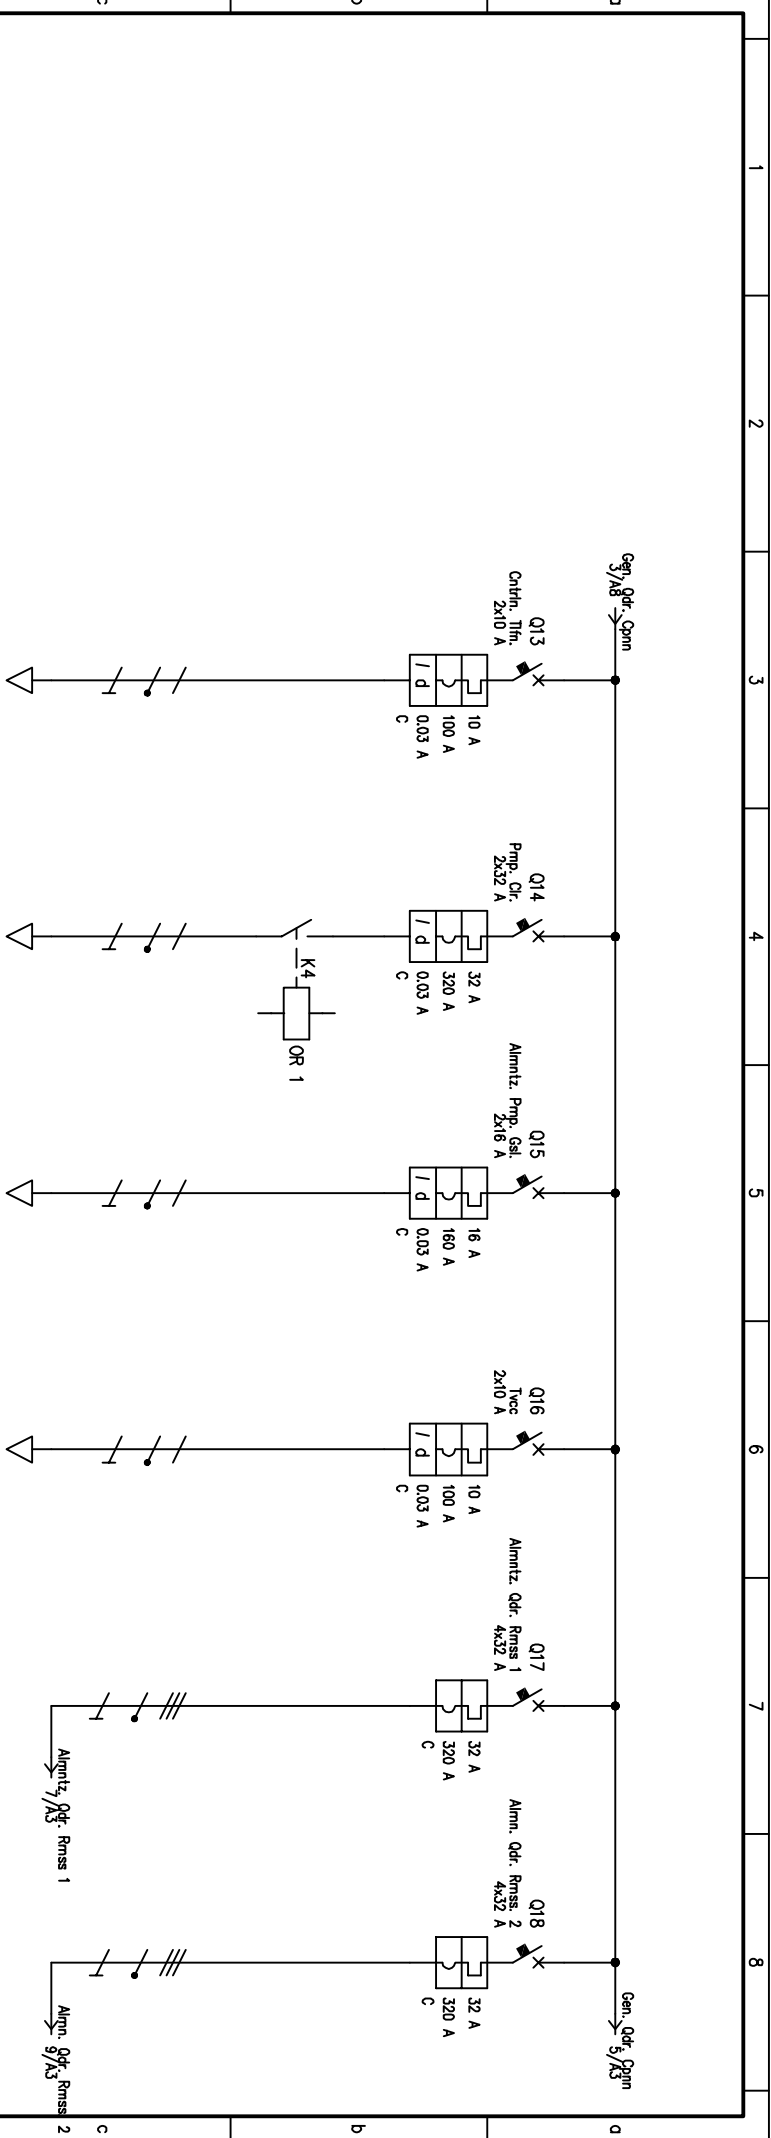 1
2
3
4
5
6
7
8
a
a
b
b
c
c
Gen. Qdr. Cpnn
3/A8
Gen. Qdr. Cpnn
5/A3
Q13
Cntrln. Tlfn.
2x10 A
10 A
100 A
I d
0.03 A
C
Q14
Pmp. Clr.
2x32 A
32 A
320 A
I d
0.03 A
C
K4
OR 1
Q15
Almntz. Pmp. Gsl.
2x16 A
16 A
160 A
I d
0.03 A
C
Q16
Tvcc
2x10 A
10 A
100 A
I d
0.03 A
C
Q17
Almntz. Qdr. Rmss 1
4x32 A
32 A
320 A
C
Almntz. Qdr. Rmss 1
7/A3
Q18
Almn. Qdr. Rmss. 2
4x32 A
32 A
320 A
C
Almn. Qdr. Rmss. 2
9/A3